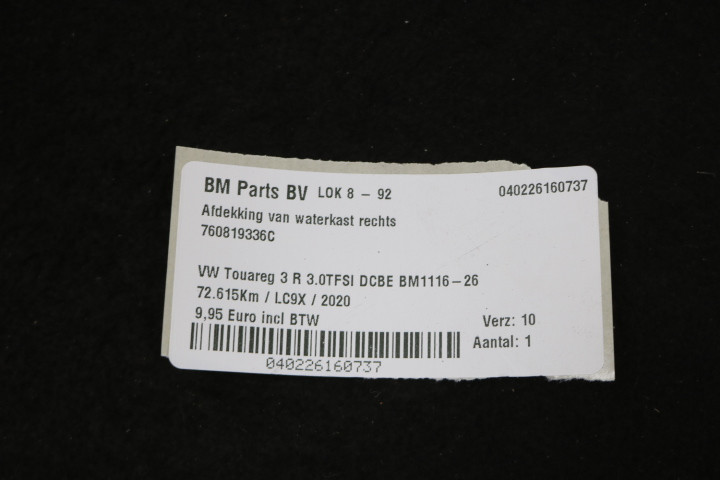 BM Parts BV LOK 8 - 92 040226160737
Afdekking van waterkast rechts
760819336C
VW Touareg 3 R 3.0TFSI DCBE BM1116-26
72.615Km / LC9X / 2020
9,95 Euro incl BTW Verz: 10
Aantal: 1
040226160737